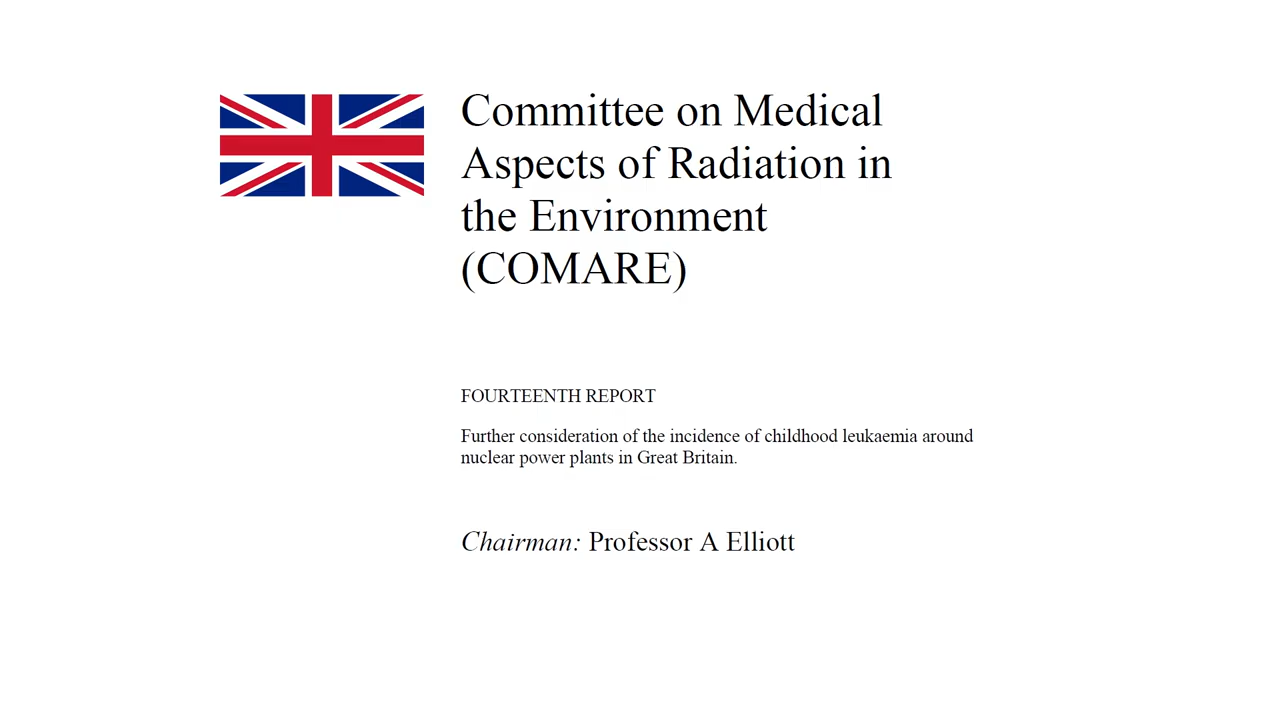 Committee on Medical
Aspects of Radiation in
the Environment
(COMARE)
FOURTEENTH REPORT
Further consideration of the incidence of childhood leukaemia around
nuclear power plants in Great Britain.
Chairman: Professor A Elliott